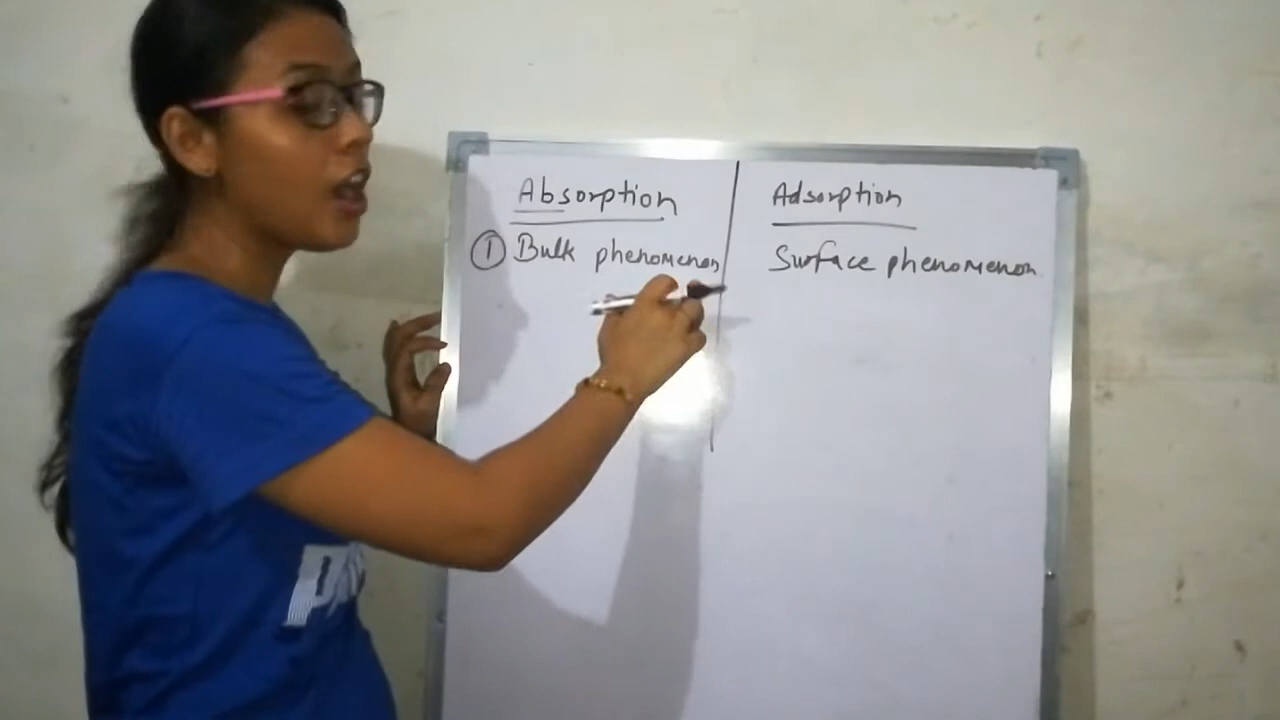 Absorption
Adsorption
① Bulk phenomenon
Surface phenomenon